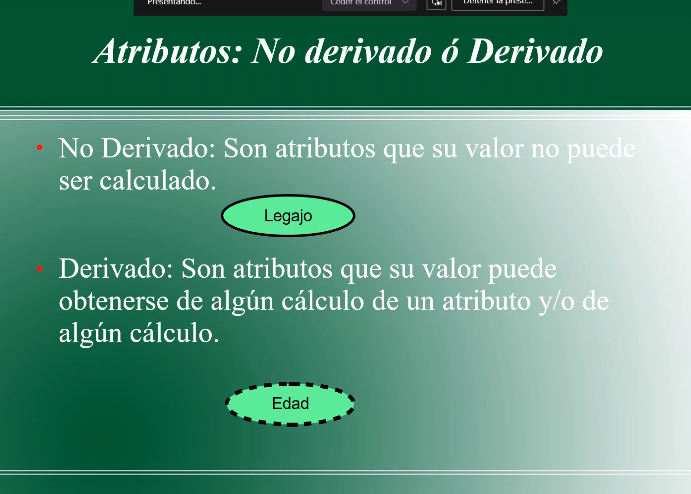 Presentando...
Ceder el control
Detener la prese...
Atributos: No derivado ó Derivado
• No Derivado: Son atributos que su valor no puede
ser calculado.
Legajo
• Derivado: Son atributos que su valor puede
obtenerse de algún cálculo de un atributo y/o de
algún cálculo.
Edad